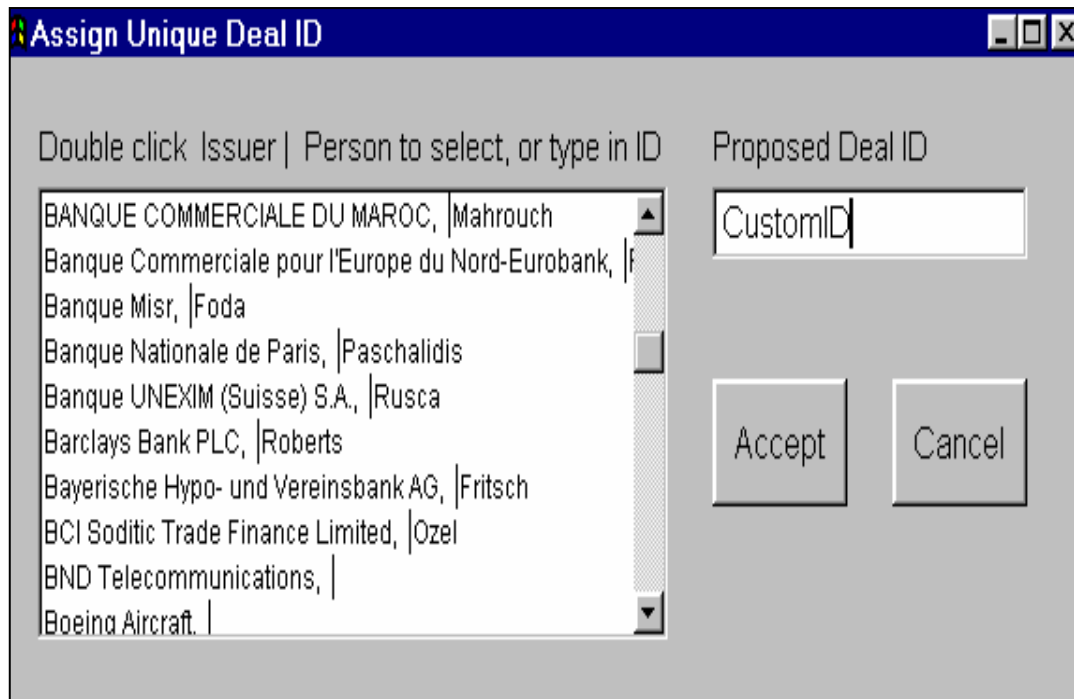 Assign Unique Deal ID
Double click Issuer | Person to select, or type in ID
Proposed Deal ID
BANQUE COMMERCIALE DU MAROC, |Mahrouch
Banque Commerciale pour l'Europe du Nord-Eurobank, |
Banque Misr, |Foda
Banque Nationale de Paris, |Paschalidis
Banque UNEXIM (Suisse) S.A., |Rusca
Barclays Bank PLC, |Roberts
Bayerische Hypo- und Vereinsbank AG, |Fritsch
BCI Soditic Trade Finance Limited, |Ozel
BND Telecommunications, |
Boeing Aircraft, |
CustomID
Accept
Cancel